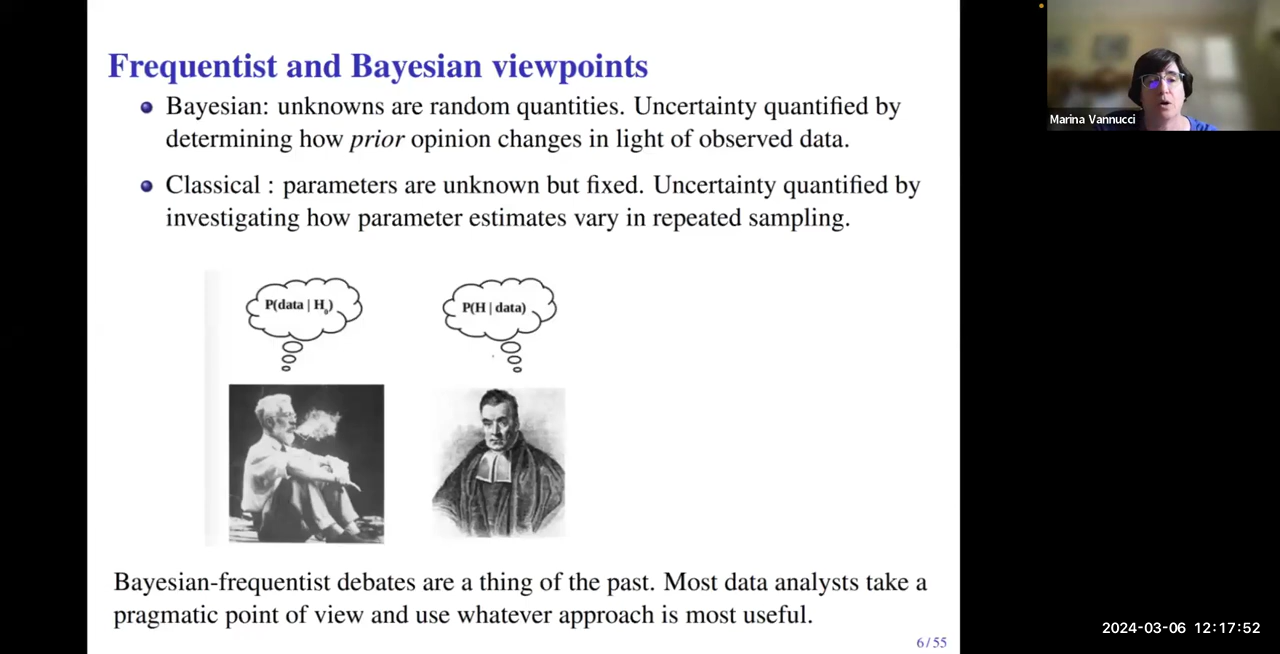 Frequentist and Bayesian viewpoints
Bayesian: unknowns are random quantities. Uncertainty quantified by
determining how prior opinion changes in light of observed data.
Classical : parameters are unknown but fixed. Uncertainty quantified by
investigating how parameter estimates vary in repeated sampling.
P(data | H₀)
P(H | data)
Bayesian-frequentist debates are a thing of the past. Most data analysts take a
pragmatic point of view and use whatever approach is most useful.
6 / 55
Marina Vannucci
2024-03-06 12:17:52